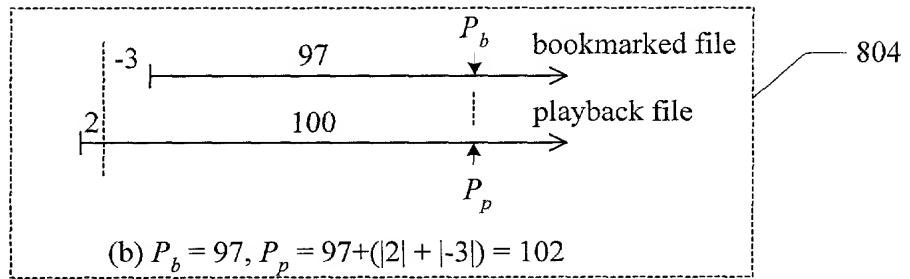 P_b
-3 97 bookmarked file
804
2 100 playback file
P_p
(b) P_b = 97, P_p = 97+(|2| + |-3|) = 102